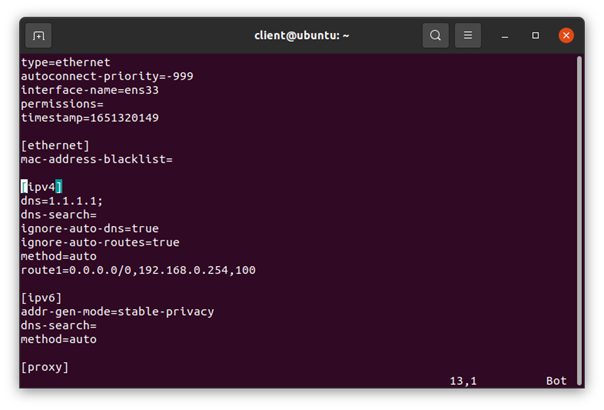 client@ubuntu: ~
type=ethernet
autoconnect-priority=-999
interface-name=ens33
permissions=
timestamp=1651320149
[ethernet]
mac-address-blacklist=
[ipv4]
dns=1.1.1.1;
dns-search=
ignore-auto-dns=true
ignore-auto-routes=true
method=auto
route1=0.0.0.0/0,192.168.0.254,100
[ipv6]
addr-gen-mode=stable-privacy
dns-search=
method=auto
[proxy]
13,1 Bot